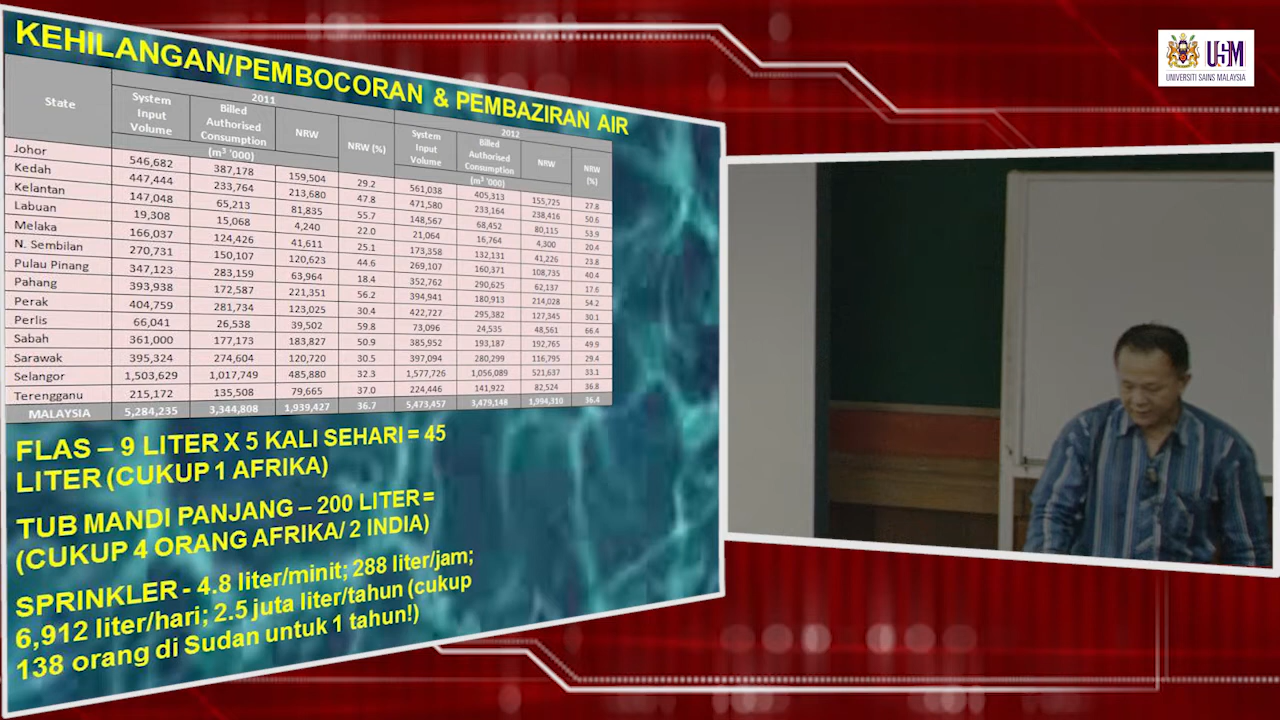 KEHILANGAN/PEMBOCORAN & PEMBAZIRAN AIR
State 2011 2012
System Input Volume Billed Authorised Consumption NRW NRW (%) System Input Volume Billed Authorised Consumption NRW NRW (%)
(m³ '000) (m³ '000)
Johor 546,682 387,178 159,504 29.2 561,038 405,313 155,725 27.8
Kedah 447,444 233,764 213,680 47.8 471,580 233,164 238,416 50.6
Kelantan 147,048 65,213 81,835 55.7 148,567 68,452 80,115 53.9
Labuan 19,308 15,068 4,240 22.0 21,064 16,764 4,300 20.4
Melaka 166,037 124,426 41,611 25.1 173,358 132,131 41,226 23.8
N. Sembilan 270,731 150,107 120,623 44.6 269,107 160,371 108,735 40.4
Pulau Pinang 347,123 283,159 63,964 18.4 352,762 290,625 62,137 17.6
Pahang 393,938 172,587 221,351 56.2 394,941 180,913 214,028 54.2
Perak 404,759 281,734 123,025 30.4 422,727 295,382 127,345 30.1
Perlis 66,041 26,538 39,502 59.8 73,096 24,535 48,561 66.4
Sabah 361,000 177,173 183,827 50.9 385,952 193,187 192,765 49.9
Sarawak 395,324 274,604 120,720 30.5 397,094 280,299 116,795 29.4
Selangor 1,503,629 1,017,749 485,880 32.3 1,577,726 1,056,089 521,637 33.1
Terengganu 215,172 135,508 79,665 37.0 224,446 141,922 82,524 36.8
MALAYSIA 5,284,235 3,344,808 1,939,427 36.7 5,473,457 3,479,148 1,994,310 36.4
FLAS – 9 LITER X 5 KALI SEHARI = 45
LITER (CUKUP 1 AFRIKA)
TUB MANDI PANJANG – 200 LITER =
(CUKUP 4 ORANG AFRIKA/ 2 INDIA)
SPRINKLER - 4.8 liter/minit; 288 liter/jam;
6,912 liter/hari; 2.5 juta liter/tahun (cukup
138 orang di Sudan untuk 1 tahun!)
USM
UNIVERSITI SAINS MALAYSIA